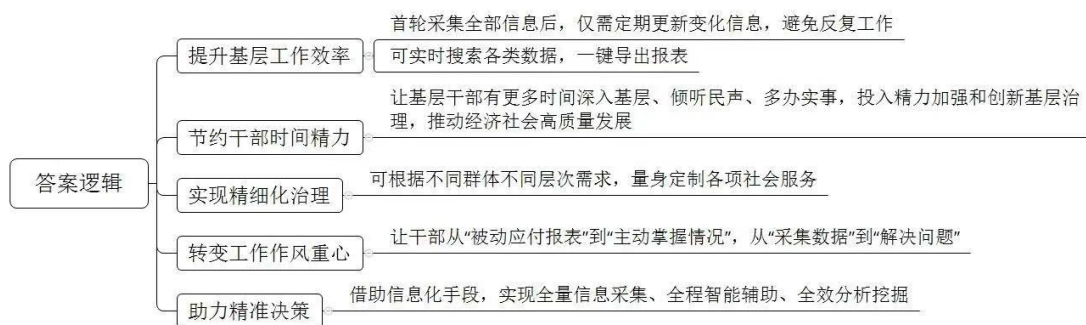 答案逻辑
提升基层工作效率
首轮采集全部信息后，仅需定期更新变化信息，避免反复工作
可实时搜索各类数据，一键导出报表
节约干部时间精力
让基层干部有更多时间深入基层、倾听民声、多办实事，投入精力加强和创新基层治
理，推动经济社会高质量发展
实现精细化治理
可根据不同群体不同层次需求，量身定制各项社会服务
转变工作作风重心
让干部从“被动应付报表”到“主动掌握情况”，从“采集数据”到“解决问题”
助力精准决策
借助信息化手段，实现全量信息采集、全程智能辅助、全效分析挖掘